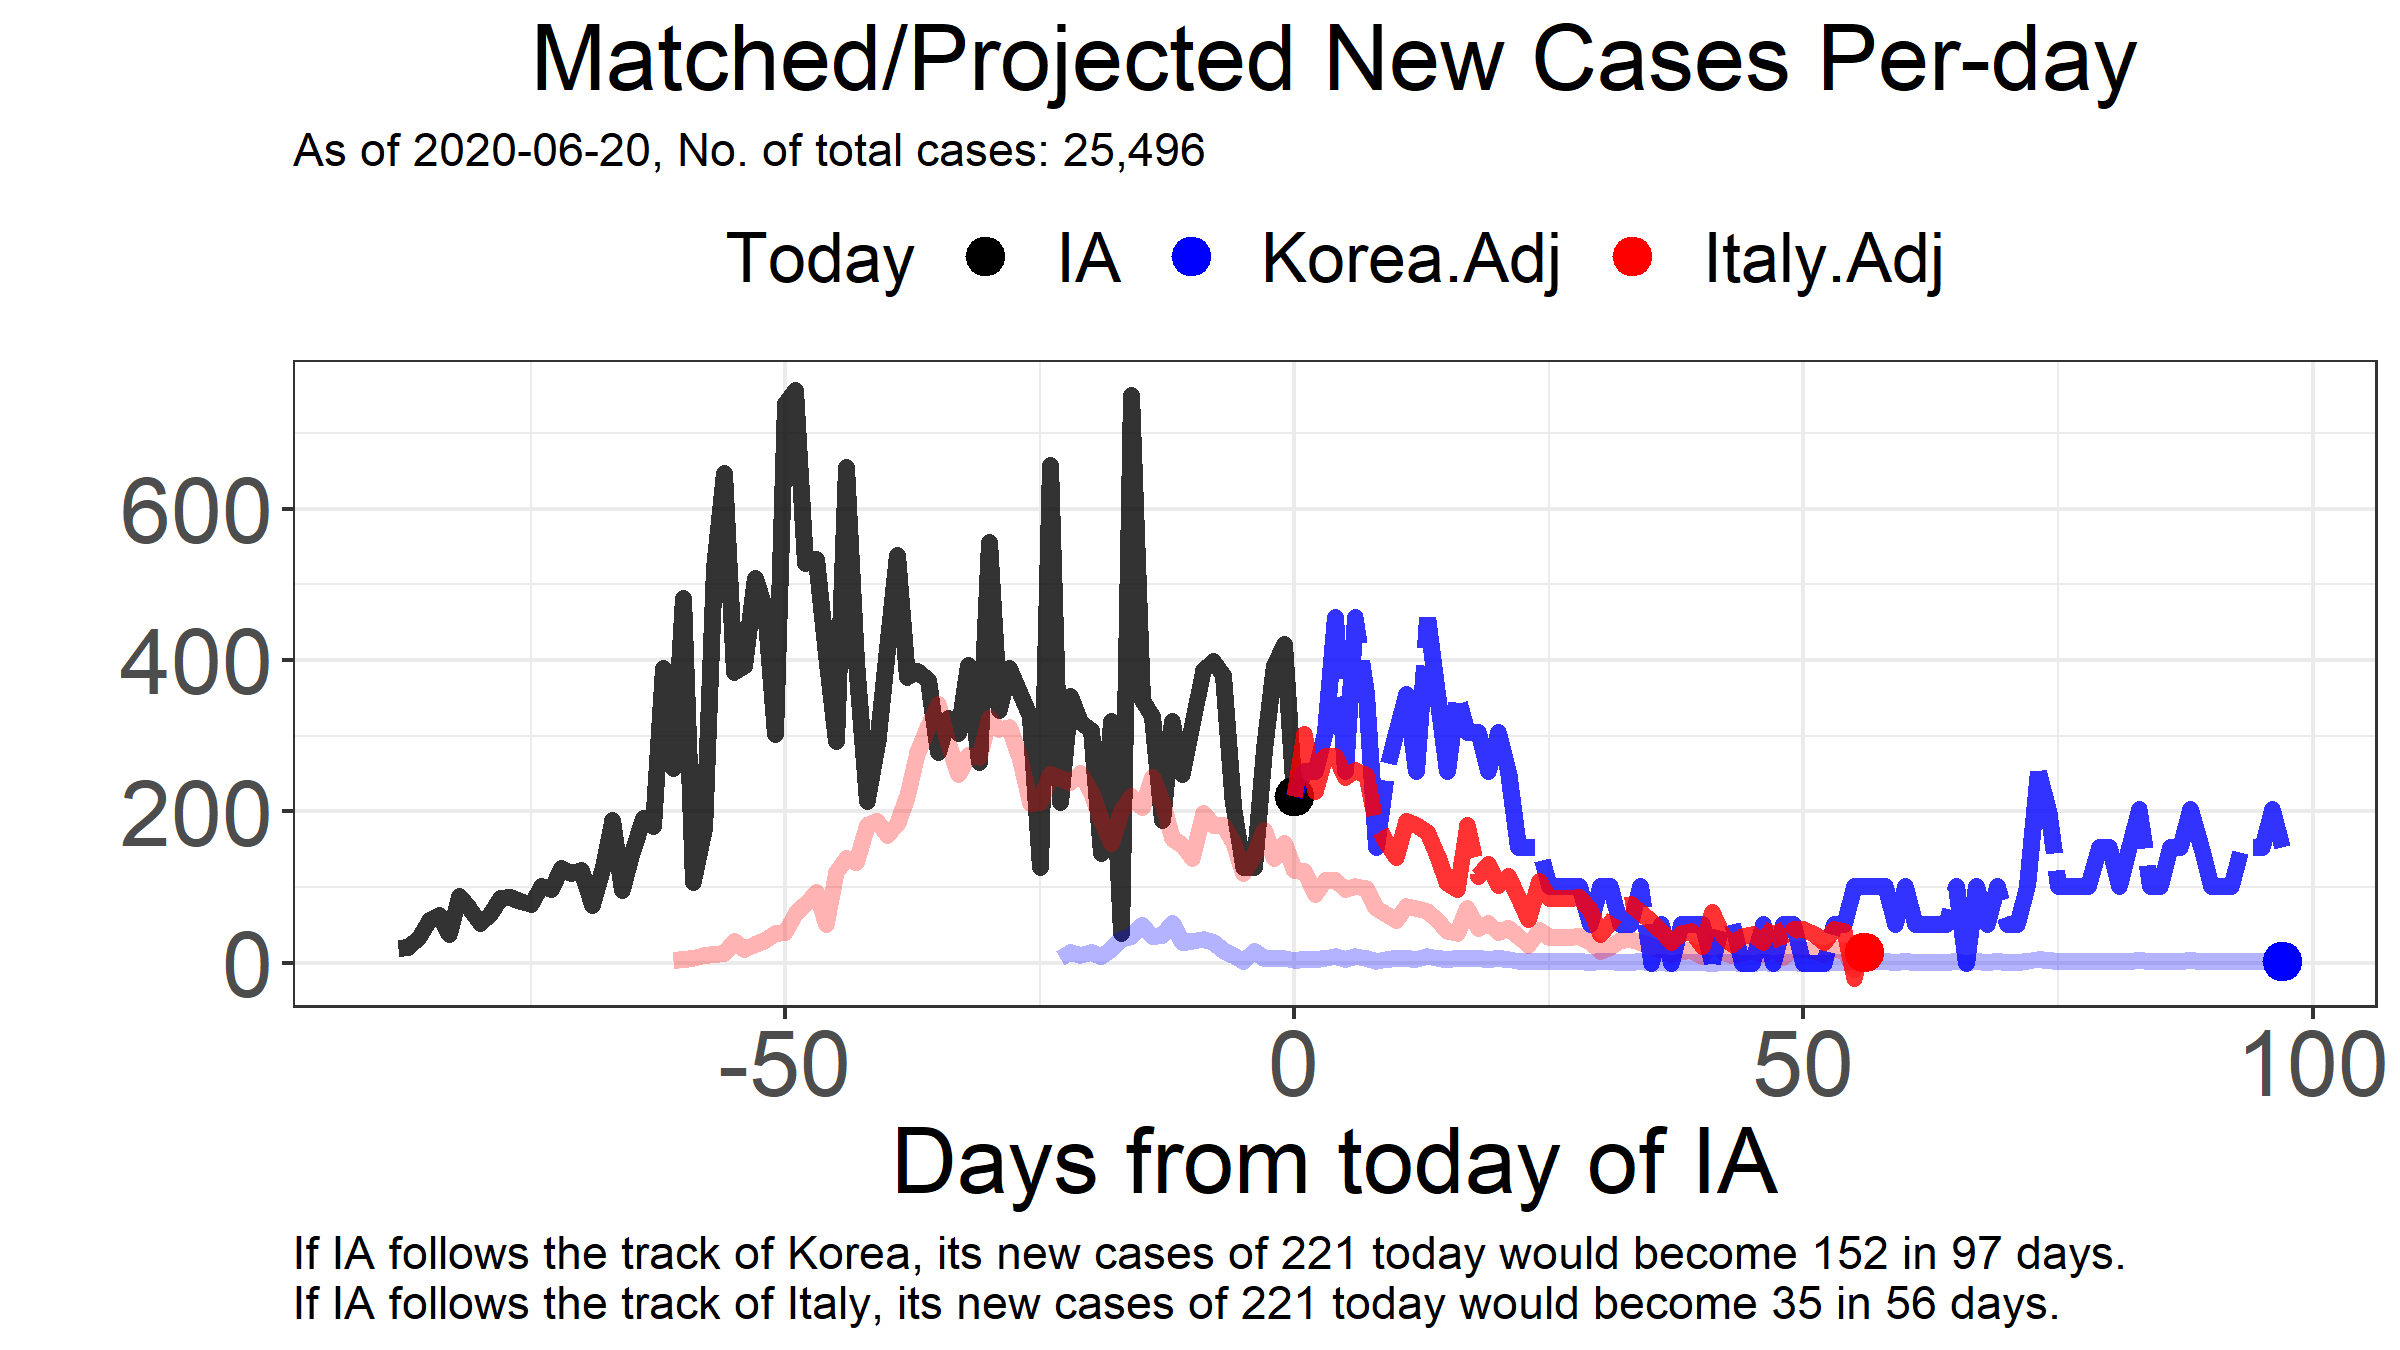 Matched/Projected New Cases Per-day
As of 2020-06-20, No. of total cases: 25,496
Today IA Korea.Adj Italy.Adj
600
400
200
0
-50 0 50 100
Days from today of IA
If IA follows the track of Korea, its new cases of 221 today would become 152 in 97 days.
If IA follows the track of Italy, its new cases of 221 today would become 35 in 56 days.